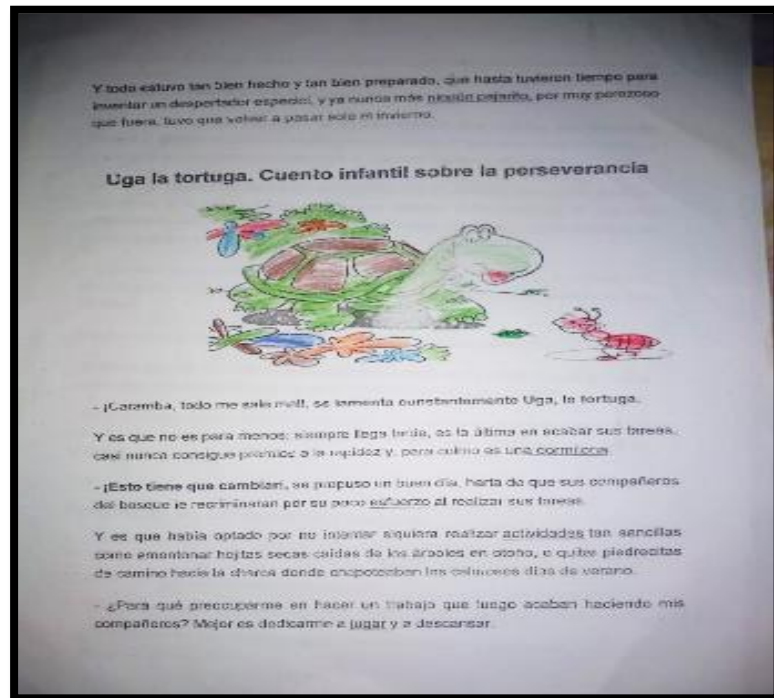 Y todo estuvo tan bien hecho y tan bien preparado, que hasta tuvieron tiempo para
inventar un despertador especial, y ya nunca más ningún pajarito, por muy perezoso
que fuera, tuvo que volver a pasar solo el invierno.
Uga la tortuga. Cuento infantil sobre la perseverancia
- ¡Caramba, todo me sale mal!, se lamenta constantemente Uga, la tortuga.
Y es que no es para menos: siempre llega tarde, es la última en acabar sus tareas,
casi nunca consigue premios a la rapidez y, para colmo es una dormilona.
- ¡Esto tiene que cambiar!, se propuso un buen día, harta de que sus compañeros
del bosque le recriminaran por su poco esfuerzo al realizar sus tareas.
Y es que había optado por no intentar siquiera realizar actividades tan sencillas
como amontonar hojitas secas caídas de los árboles en otoño, o quitar piedrecitas
de camino hacia la charca donde chapoteaban los calurosos días de verano.
- ¿Para qué preocuparme en hacer un trabajo que luego acaban haciendo mis
compañeros? Mejor es dedicarme a jugar y a descansar.